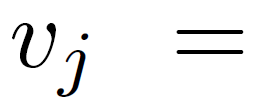 v_j =